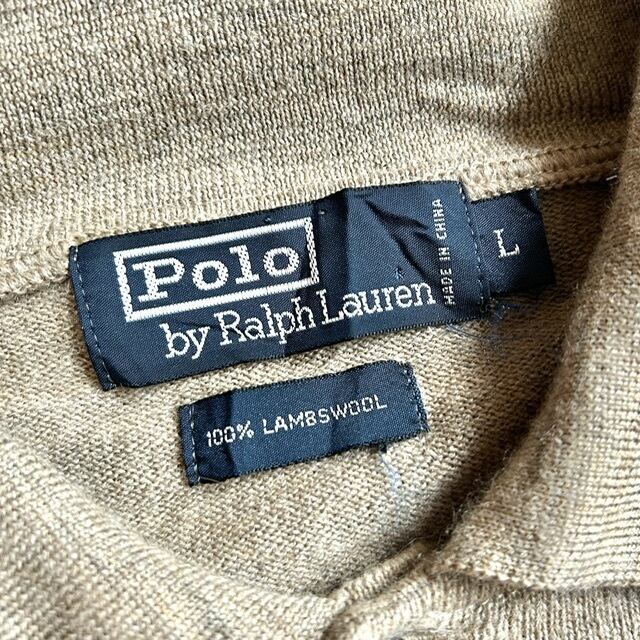 Polo
by Ralph Lauren
MADE IN CHINA
L
100% LAMBSWOOL